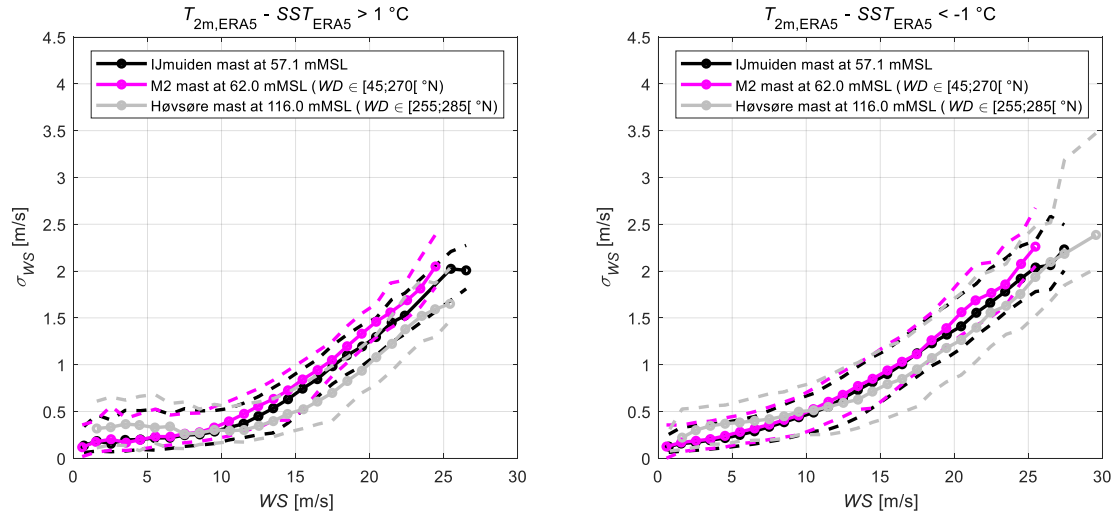 T2m,ERA5 - SSTERA5 > 1 °C
4.5
4
3.5
3
2.5
2
1.5
1
0.5
0
σWS [m/s]
IJmuiden mast at 57.1 mMSL
M2 mast at 62.0 mMSL (WD ∈ [45;270[ °N)
Høvsøre mast at 116.0 mMSL (WD ∈ [255;285[ °N)
0 5 10 15 20 25 30
WS [m/s]
T2m,ERA5 - SSTERA5 < -1 °C
4.5
4
3.5
3
2.5
2
1.5
1
0.5
0
σWS [m/s]
IJmuiden mast at 57.1 mMSL
M2 mast at 62.0 mMSL (WD ∈ [45;270[ °N)
Høvsøre mast at 116.0 mMSL (WD ∈ [255;285[ °N)
0 5 10 15 20 25 30
WS [m/s]